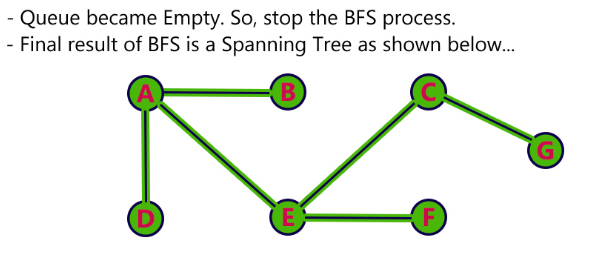 - Queue became Empty. So, stop the BFS process.
- Final result of BFS is a Spanning Tree as shown below...
A B C
G
D E F